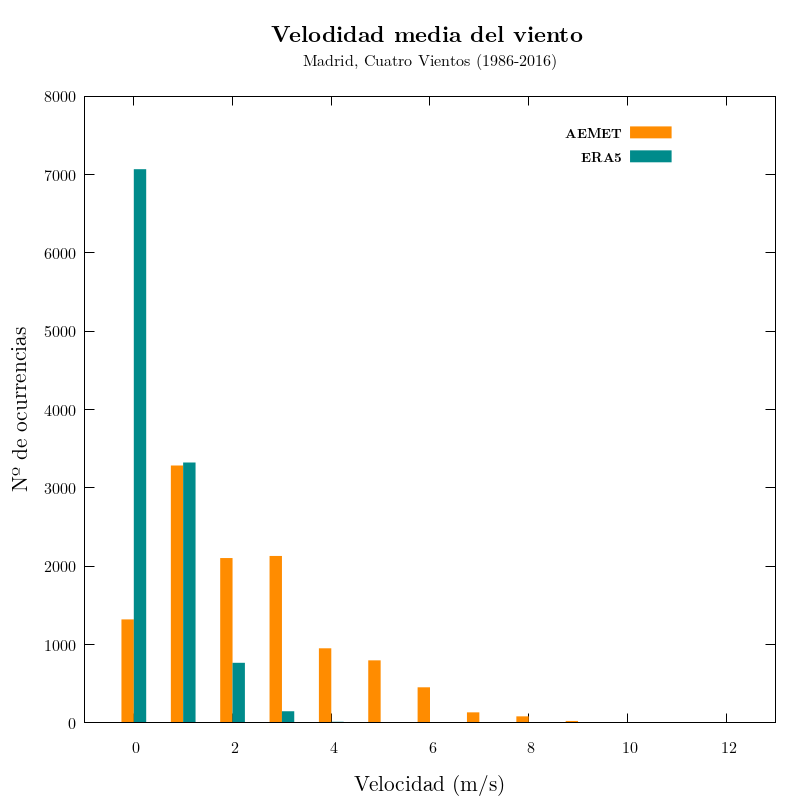 Velodidad media del viento
Madrid, Cuatro Vientos (1986-2016)
8000
7000
6000
5000
4000
3000
2000
1000
0
Nº de ocurrencias
AEMET
ERA5
0 2 4 6 8 10 12
Velocidad (m/s)